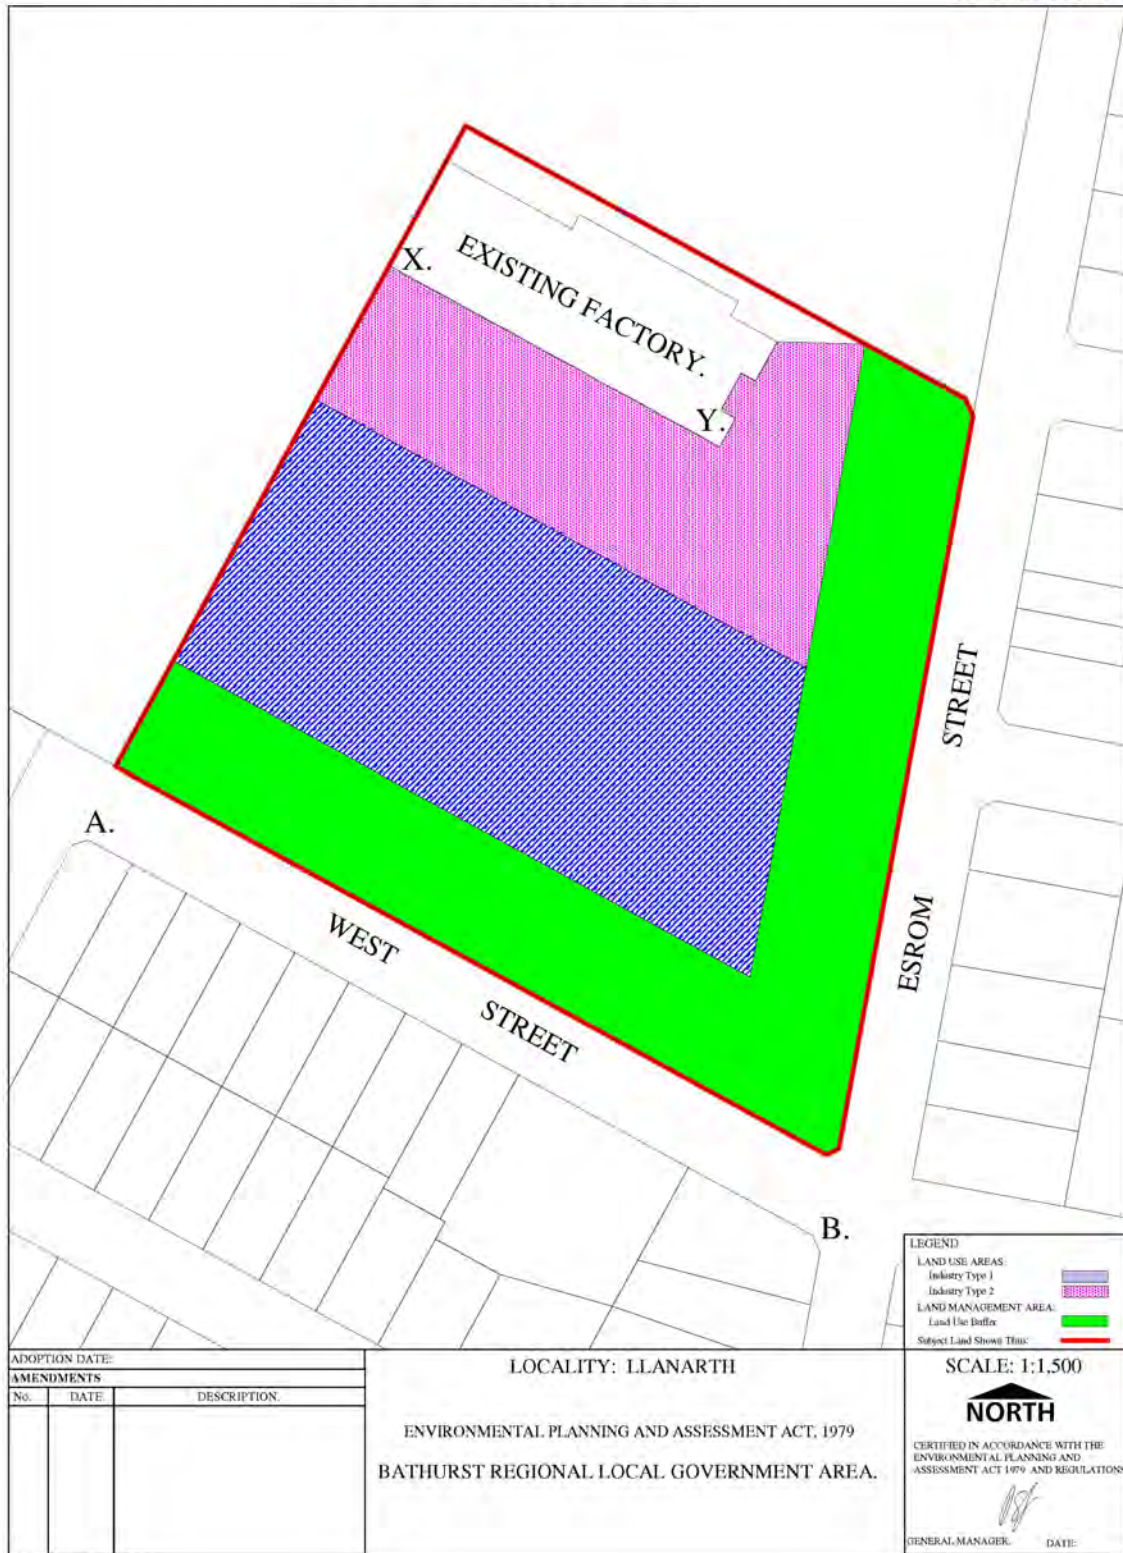 X.
EXISTING FACTORY.
Y.
STREET
ESROM
A.
WEST
STREET
B.
LEGEND
LAND USE AREAS
Industry Type 1
Industry Type 2
LAND MANAGEMENT AREA:
Land Use Buffer
Subject Land Shown Thus:
ADOPTION DATE:
AMENDMENTS
No. DATE DESCRIPTION.
LOCALITY: LLANARTH
ENVIRONMENTAL PLANNING AND ASSESSMENT ACT, 1979
BATHURST REGIONAL LOCAL GOVERNMENT AREA.
SCALE: 1:1,500
NORTH
CERTIFIED IN ACCORDANCE WITH THE
ENVIRONMENTAL PLANNING AND
ASSESSMENT ACT 1979 AND REGULATIONS
GENERAL MANAGER. DATE: